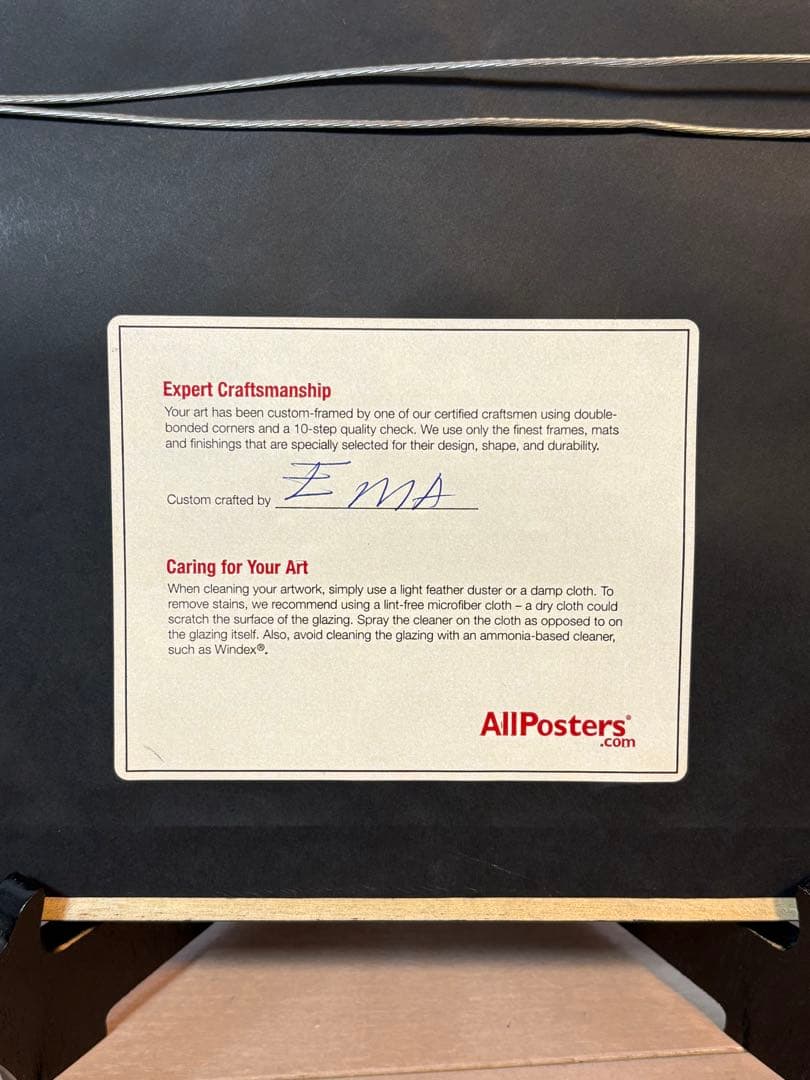 Expert Craftsmanship
Your art has been custom-framed by one of our certified craftsmen using double-
bonded corners and a 10-step quality check. We use only the finest frames, mats
and finishings that are specially selected for their design, shape, and durability.
Custom crafted by EMA
Caring for Your Art
When cleaning your artwork, simply use a light feather duster or a damp cloth. To
remove stains, we recommend using a lint-free microfiber cloth – a dry cloth could
scratch the surface of the glazing. Spray the cleaner on the cloth as opposed to on
the glazing itself. Also, avoid cleaning the glazing with an ammonia-based cleaner,
such as Windex®.
AllPosters®
.com